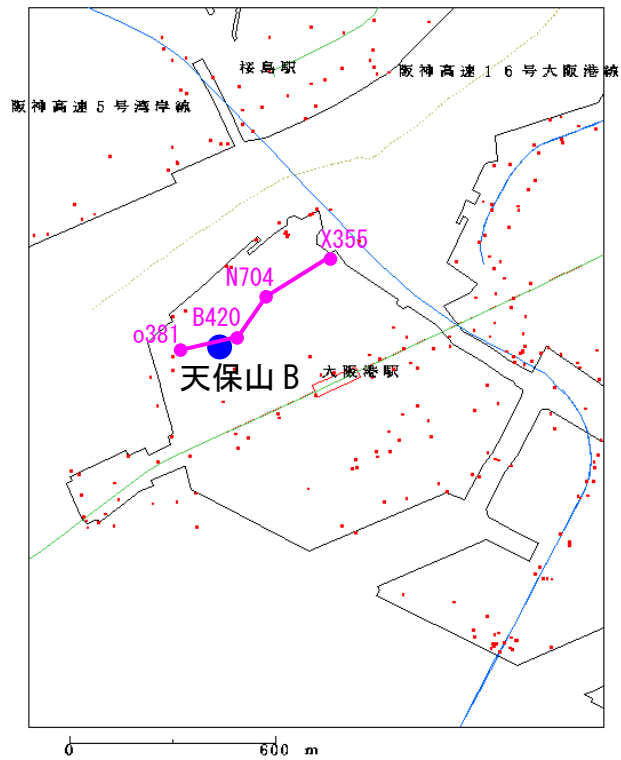 桜島駅
阪神高速16号大阪港線
阪神高速5号湾岸線
X355
N704
B420
o381
天保山B
大阪港駅
0 600 m